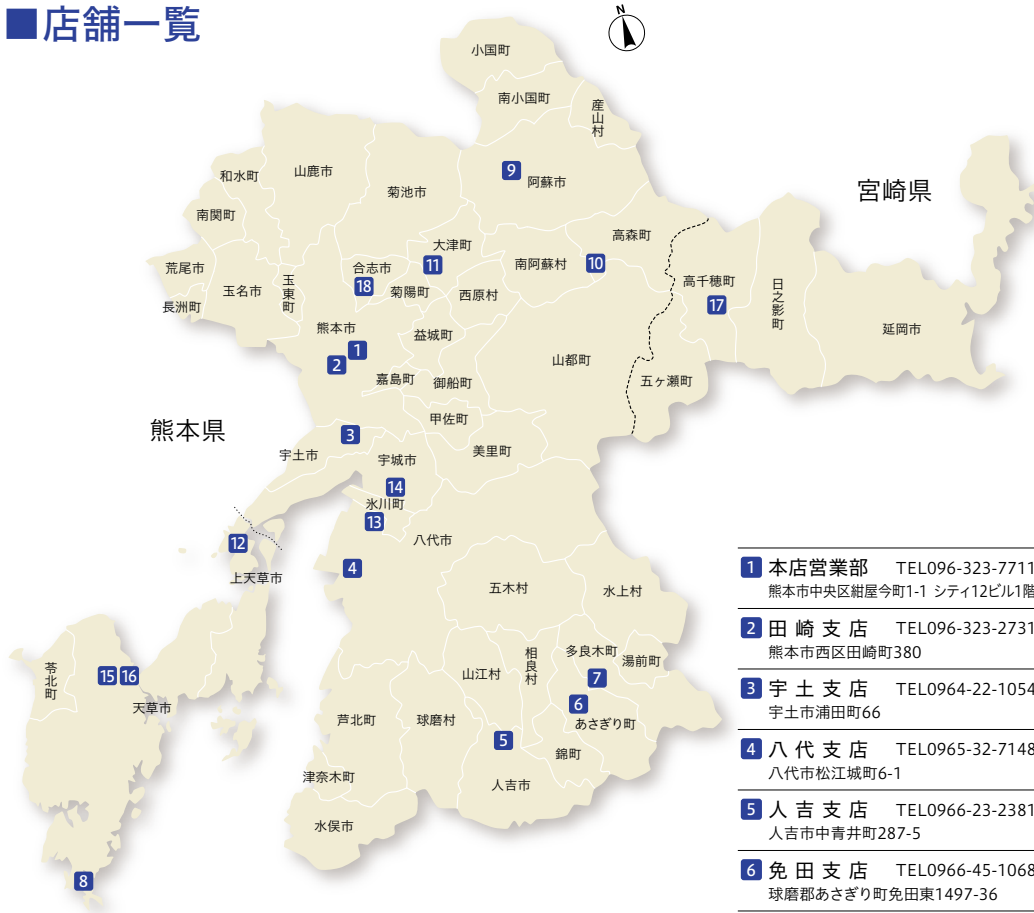 ■店舗一覧
N
小国町
南小国町
産山村
9
阿蘇市
宮崎県
和水町
山鹿市
菊池市
南関町
大津町
11
高森町
南阿蘇村
10
荒尾市
合志市
18
菊陽町
西原村
高千穂町
17
日之影町
延岡市
長洲町
玉名市
玉東町
熊本市
1
2
益城町
嘉島町
御船町
山都町
五ヶ瀬町
甲佐町
熊本県
3
宇土市
宇城市
美里町
14
氷川町
13
八代市
12
上天草市
4
五木村
水上村
苓北町
15 16
天草市
山江村
相良村
多良木町
湯前町
7
6
あさぎり町
芦北町
球磨村
5
錦町
津奈木町
人吉市
水俣市
8
1 本店営業部 TEL096-323-7711
熊本市中央区紺屋今町1-1 シティ12ビル1階
2 田崎支店 TEL096-323-2731
熊本市西区田崎町380
3 宇土支店 TEL0964-22-1054
宇土市浦田町66
4 八代支店 TEL0965-32-7148
八代市松江城町6-1
5 人吉支店 TEL0966-23-2381
人吉市中青井町287-5
6 免田支店 TEL0966-45-1068
球磨郡あさぎり町免田東1497-36